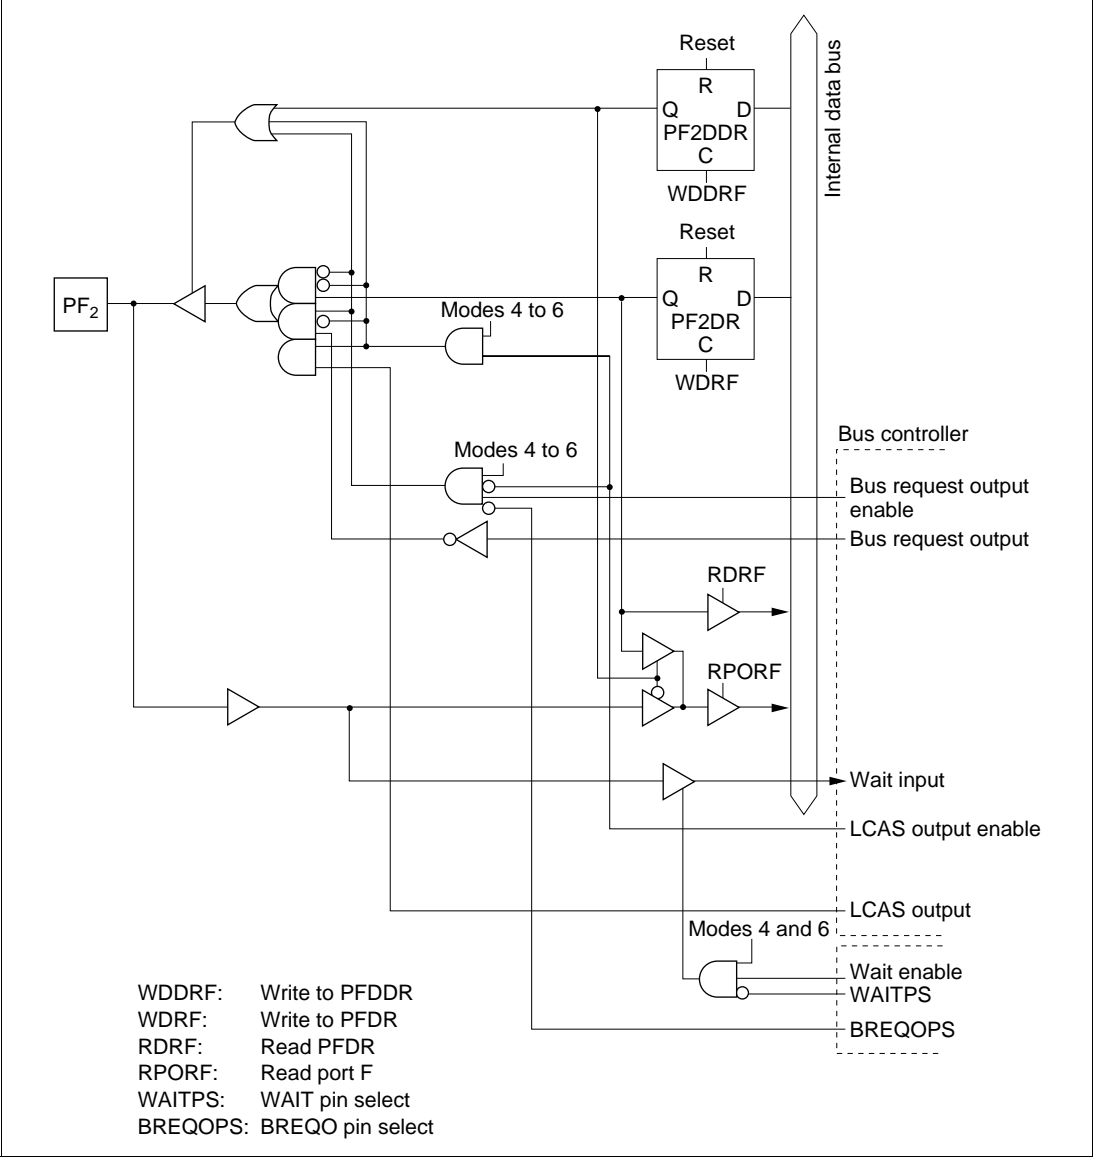 Reset
R
Q D
PF2DDR
C
WDDRF
Internal data bus
Reset
R
Q D
PF2DR
C
WDRF
PF2
Modes 4 to 6
Modes 4 to 6
Bus controller
Bus request output
enable
Bus request output
RDRF
RPORF
Wait input
LCAS output enable
LCAS output
Modes 4 and 6
Wait enable
WAITPS
BREQOPS
WDDRF: Write to PFDDR
WDRF: Write to PFDR
RDRF: Read PFDR
RPORF: Read port F
WAITPS: WAIT pin select
BREQOPS: BREQO pin select